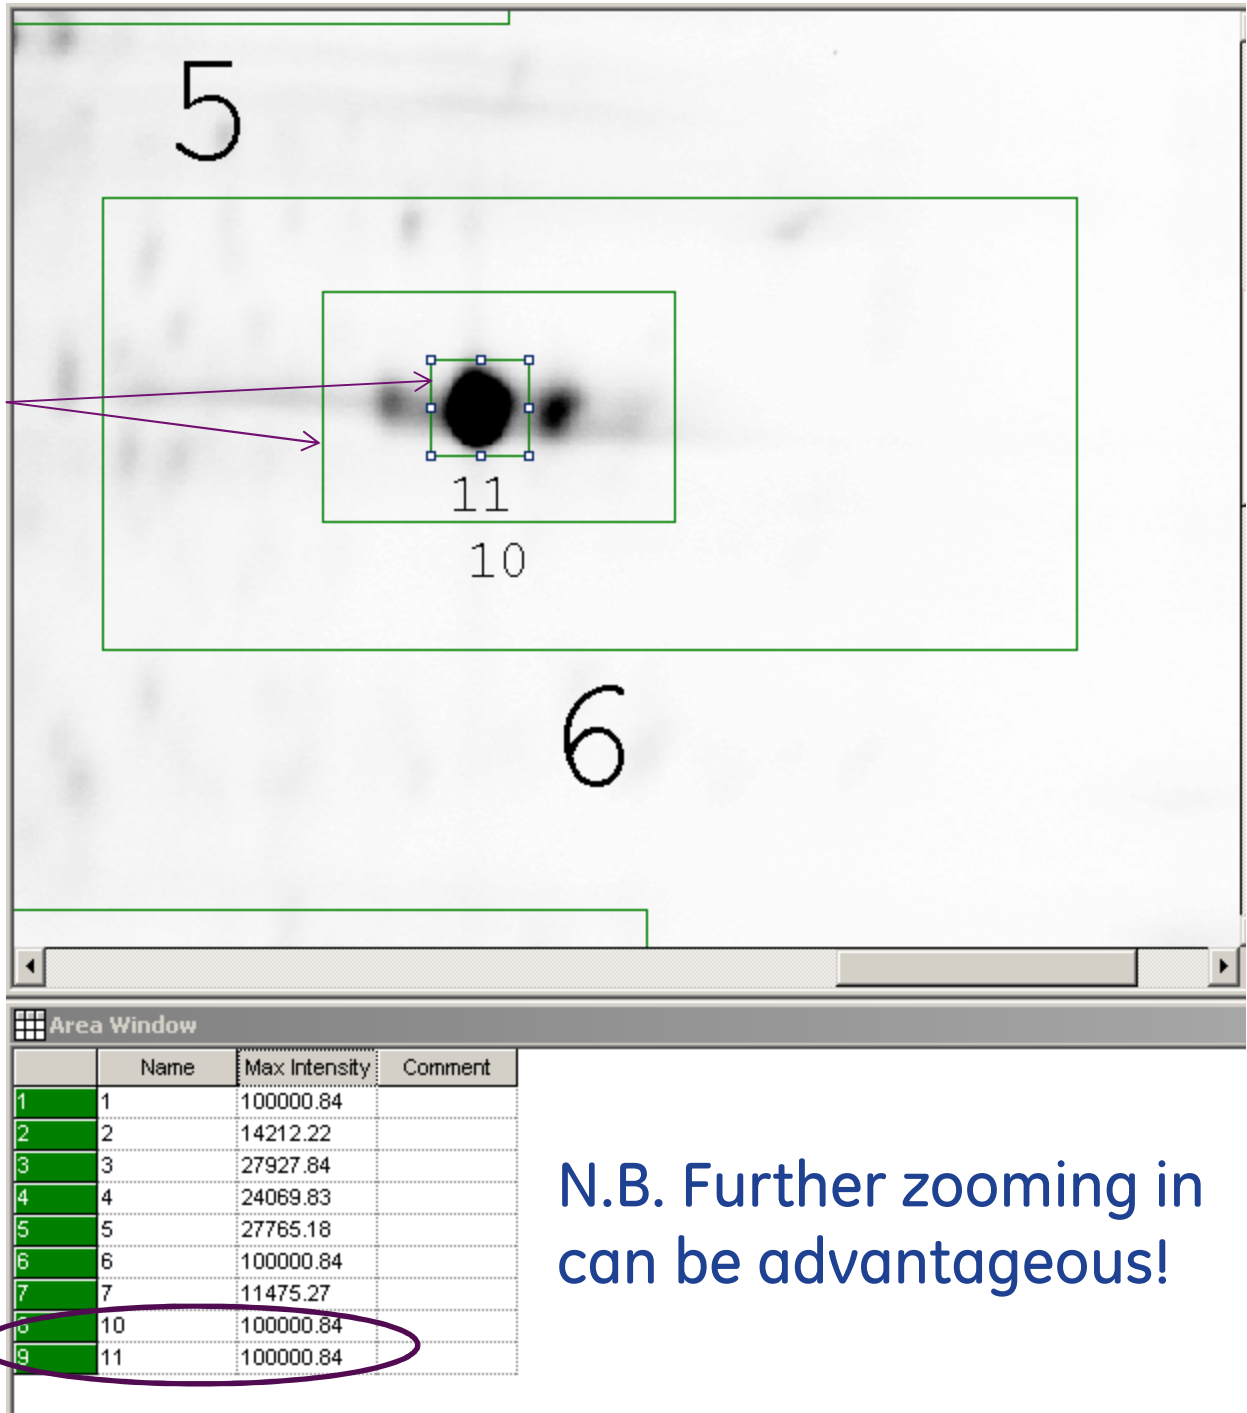 5
11
10
6
Area Window
Name Max Intensity Comment
1 1 100000.84
2 2 14212.22
3 3 27927.84
4 4 24069.83
5 5 27765.18
6 6 100000.84
7 7 11475.27
8 10 100000.84
9 11 100000.84
N.B. Further zooming in
can be advantageous!